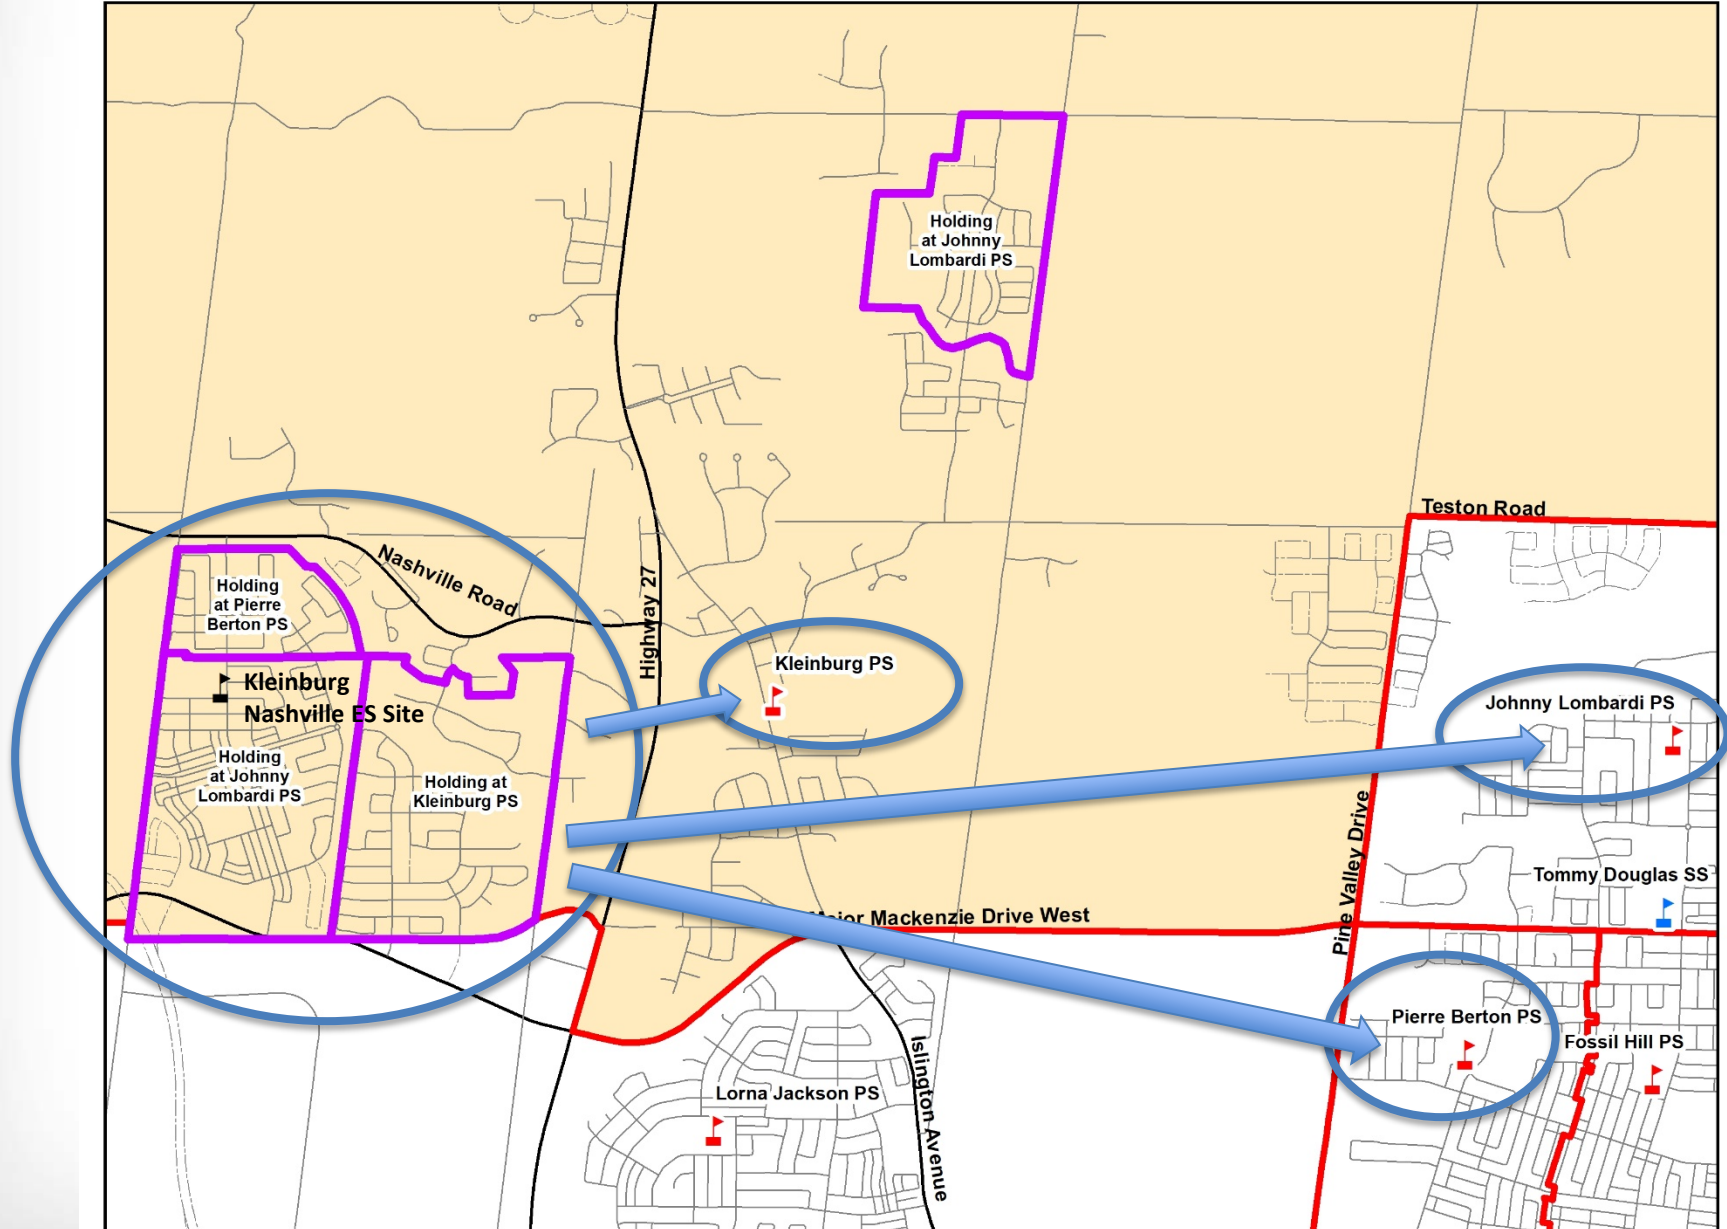 Holding
at Johnny
Lombardi PS
Teston Road
Nashville Road
Highway 27
Holding
at Pierre
Berton PS
Kleinburg PS
Kleinburg
Nashville ES Site
Johnny Lombardi PS
Holding
at Johnny
Lombardi PS
Holding at
Kleinburg PS
Pine Valley Drive
Tommy Douglas SS
Major Mackenzie Drive West
Pierre Berton PS
Fossil Hill PS
Islington Avenue
Lorna Jackson PS